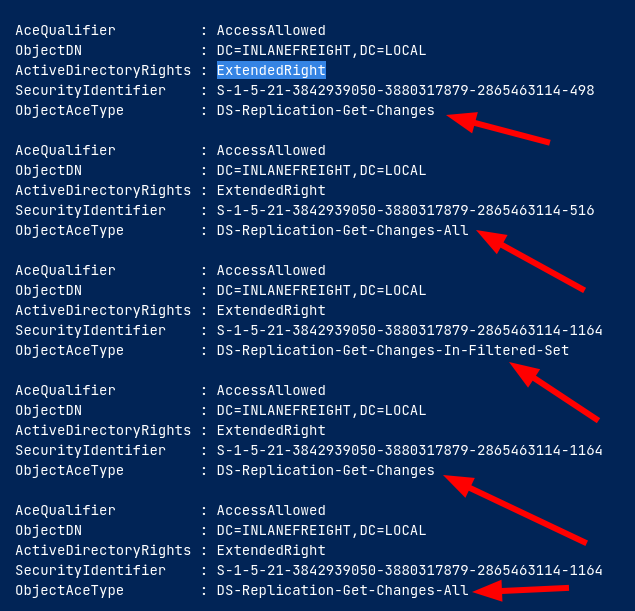 AceQualifier : AccessAllowed
ObjectDN : DC=INLANEFREIGHT,DC=LOCAL
ActiveDirectoryRights : ExtendedRight
SecurityIdentifier : S-1-5-21-3842939050-3880317879-2865463114-498
ObjectAceType : DS-Replication-Get-Changes
AceQualifier : AccessAllowed
ObjectDN : DC=INLANEFREIGHT,DC=LOCAL
ActiveDirectoryRights : ExtendedRight
SecurityIdentifier : S-1-5-21-3842939050-3880317879-2865463114-516
ObjectAceType : DS-Replication-Get-Changes-All
AceQualifier : AccessAllowed
ObjectDN : DC=INLANEFREIGHT,DC=LOCAL
ActiveDirectoryRights : ExtendedRight
SecurityIdentifier : S-1-5-21-3842939050-3880317879-2865463114-1164
ObjectAceType : DS-Replication-Get-Changes-In-Filtered-Set
AceQualifier : AccessAllowed
ObjectDN : DC=INLANEFREIGHT,DC=LOCAL
ActiveDirectoryRights : ExtendedRight
SecurityIdentifier : S-1-5-21-3842939050-3880317879-2865463114-1164
ObjectAceType : DS-Replication-Get-Changes
AceQualifier : AccessAllowed
ObjectDN : DC=INLANEFREIGHT,DC=LOCAL
ActiveDirectoryRights : ExtendedRight
SecurityIdentifier : S-1-5-21-3842939050-3880317879-2865463114-1164
ObjectAceType : DS-Replication-Get-Changes-All